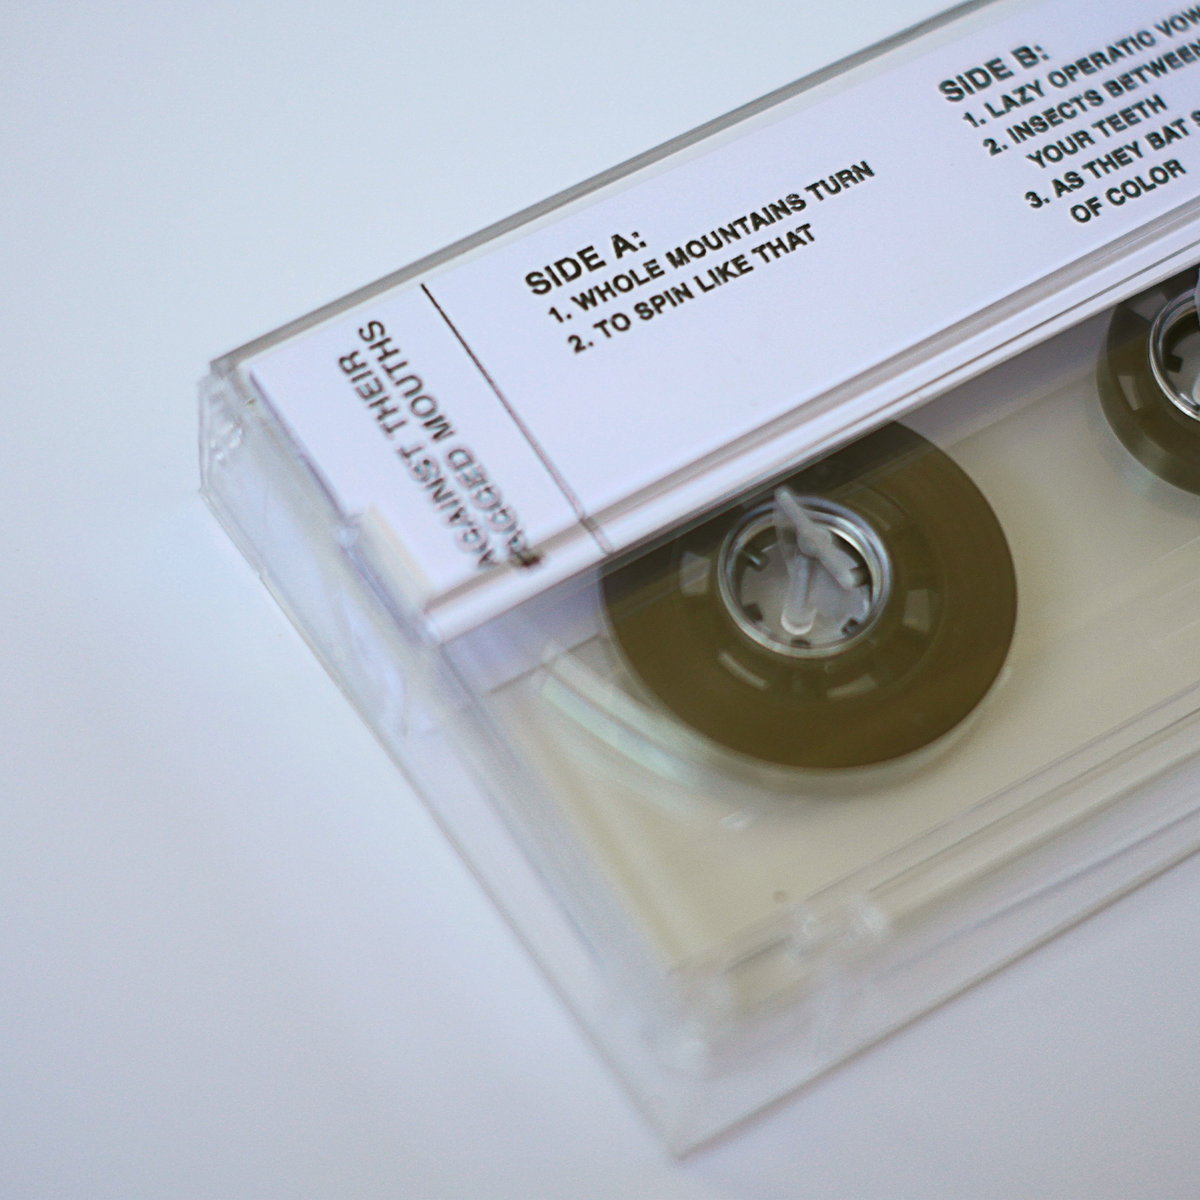 AGAINST THEIR
JAGGED MOUTHS
SIDE A:
1. WHOLE MOUNTAINS TURN
2. TO SPIN LIKE THAT
SIDE B:
1. LAZY OPERATIC
2. INSECTS BETWEEN
YOUR TEETH
3. AS THEY BAT
OF COLOR